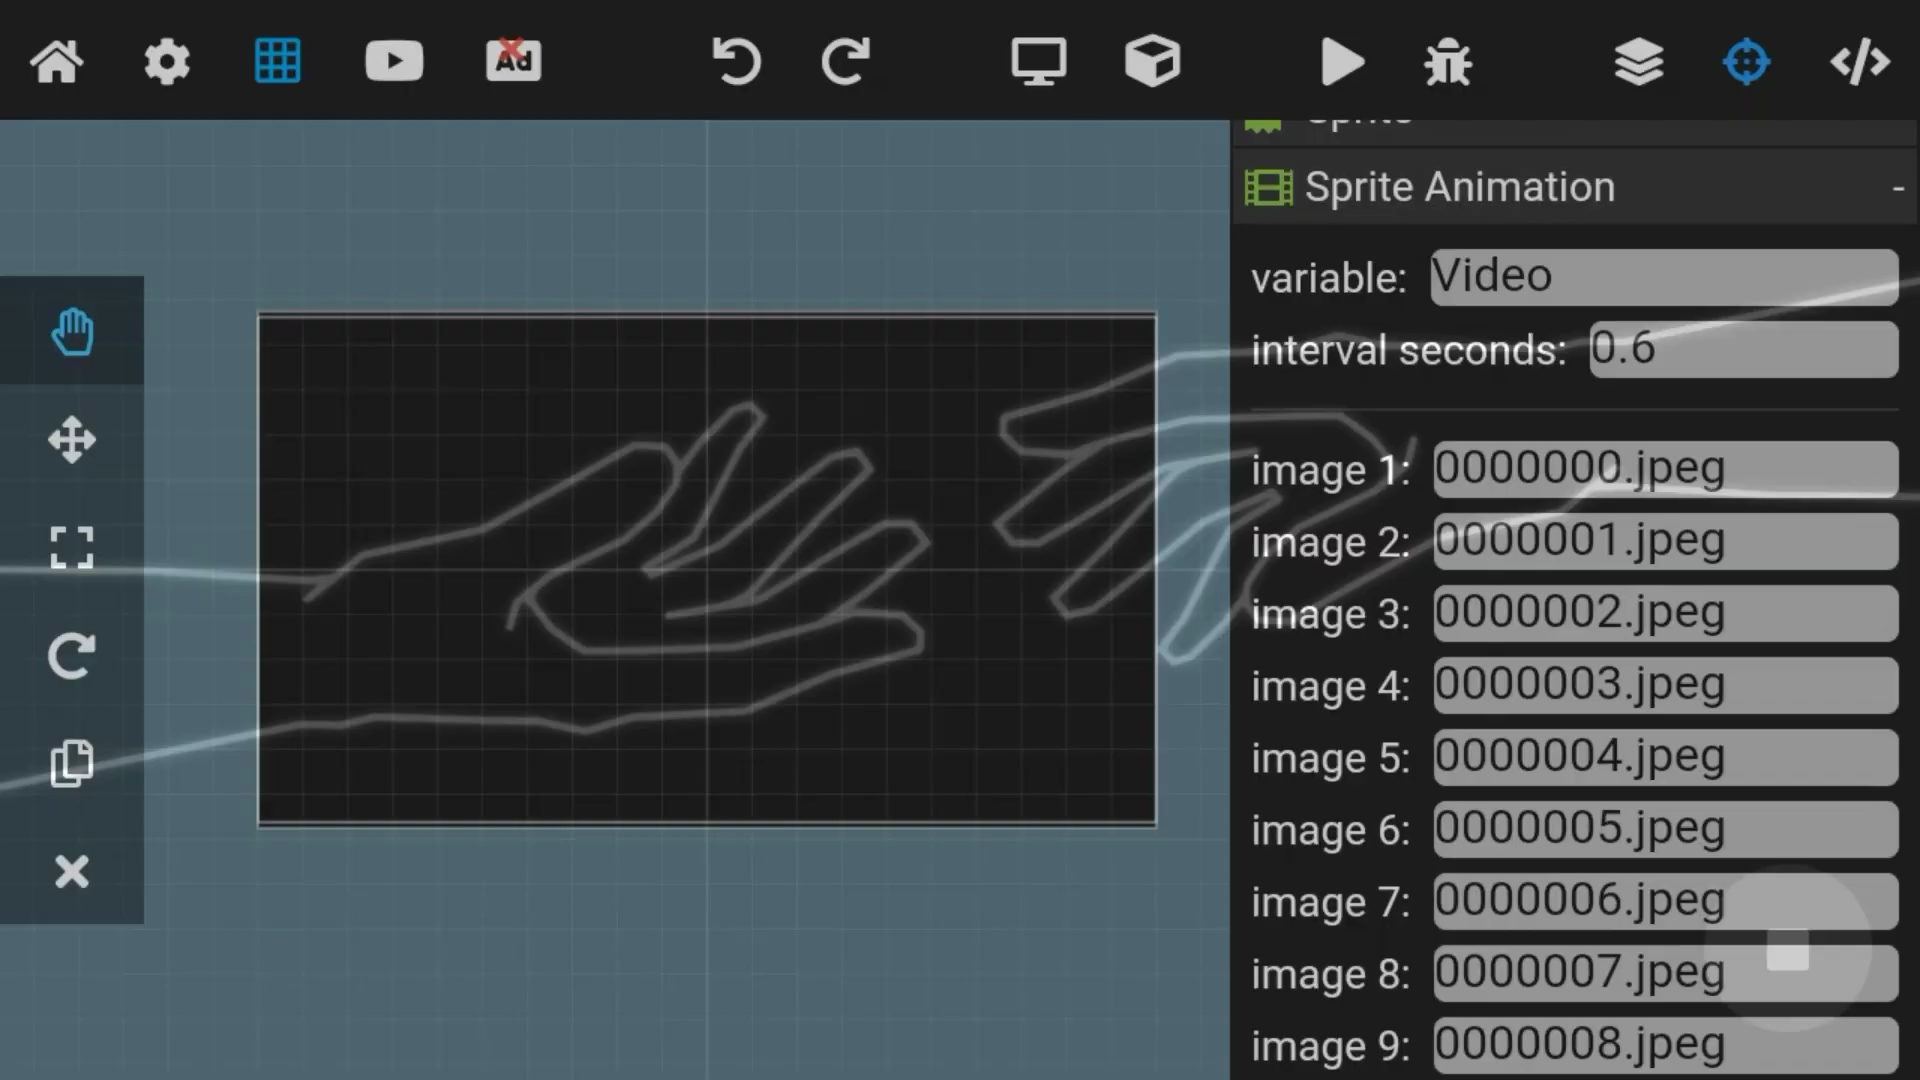 Ad
Sprite
Sprite Animation
-
variable: Video
interval seconds: 0.6
image 1: 0000000.jpeg
image 2: 0000001.jpeg
image 3: 0000002.jpeg
image 4: 0000003.jpeg
image 5: 0000004.jpeg
image 6: 0000005.jpeg
image 7: 0000006.jpeg
image 8: 0000007.jpeg
image 9: 0000008.jpeg